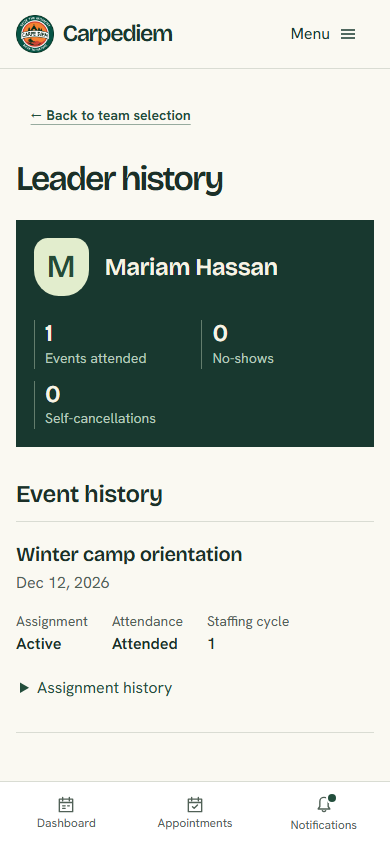 CARPE DIEM
Carpediem
Menu
← Back to team selection
Leader history
M
Mariam Hassan
1
Events attended
0
No-shows
0
Self-cancellations
Event history
Winter camp orientation
Dec 12, 2026
Assignment Attendance Staffing cycle
Active Attended 1
▶ Assignment history
Dashboard Appointments Notifications